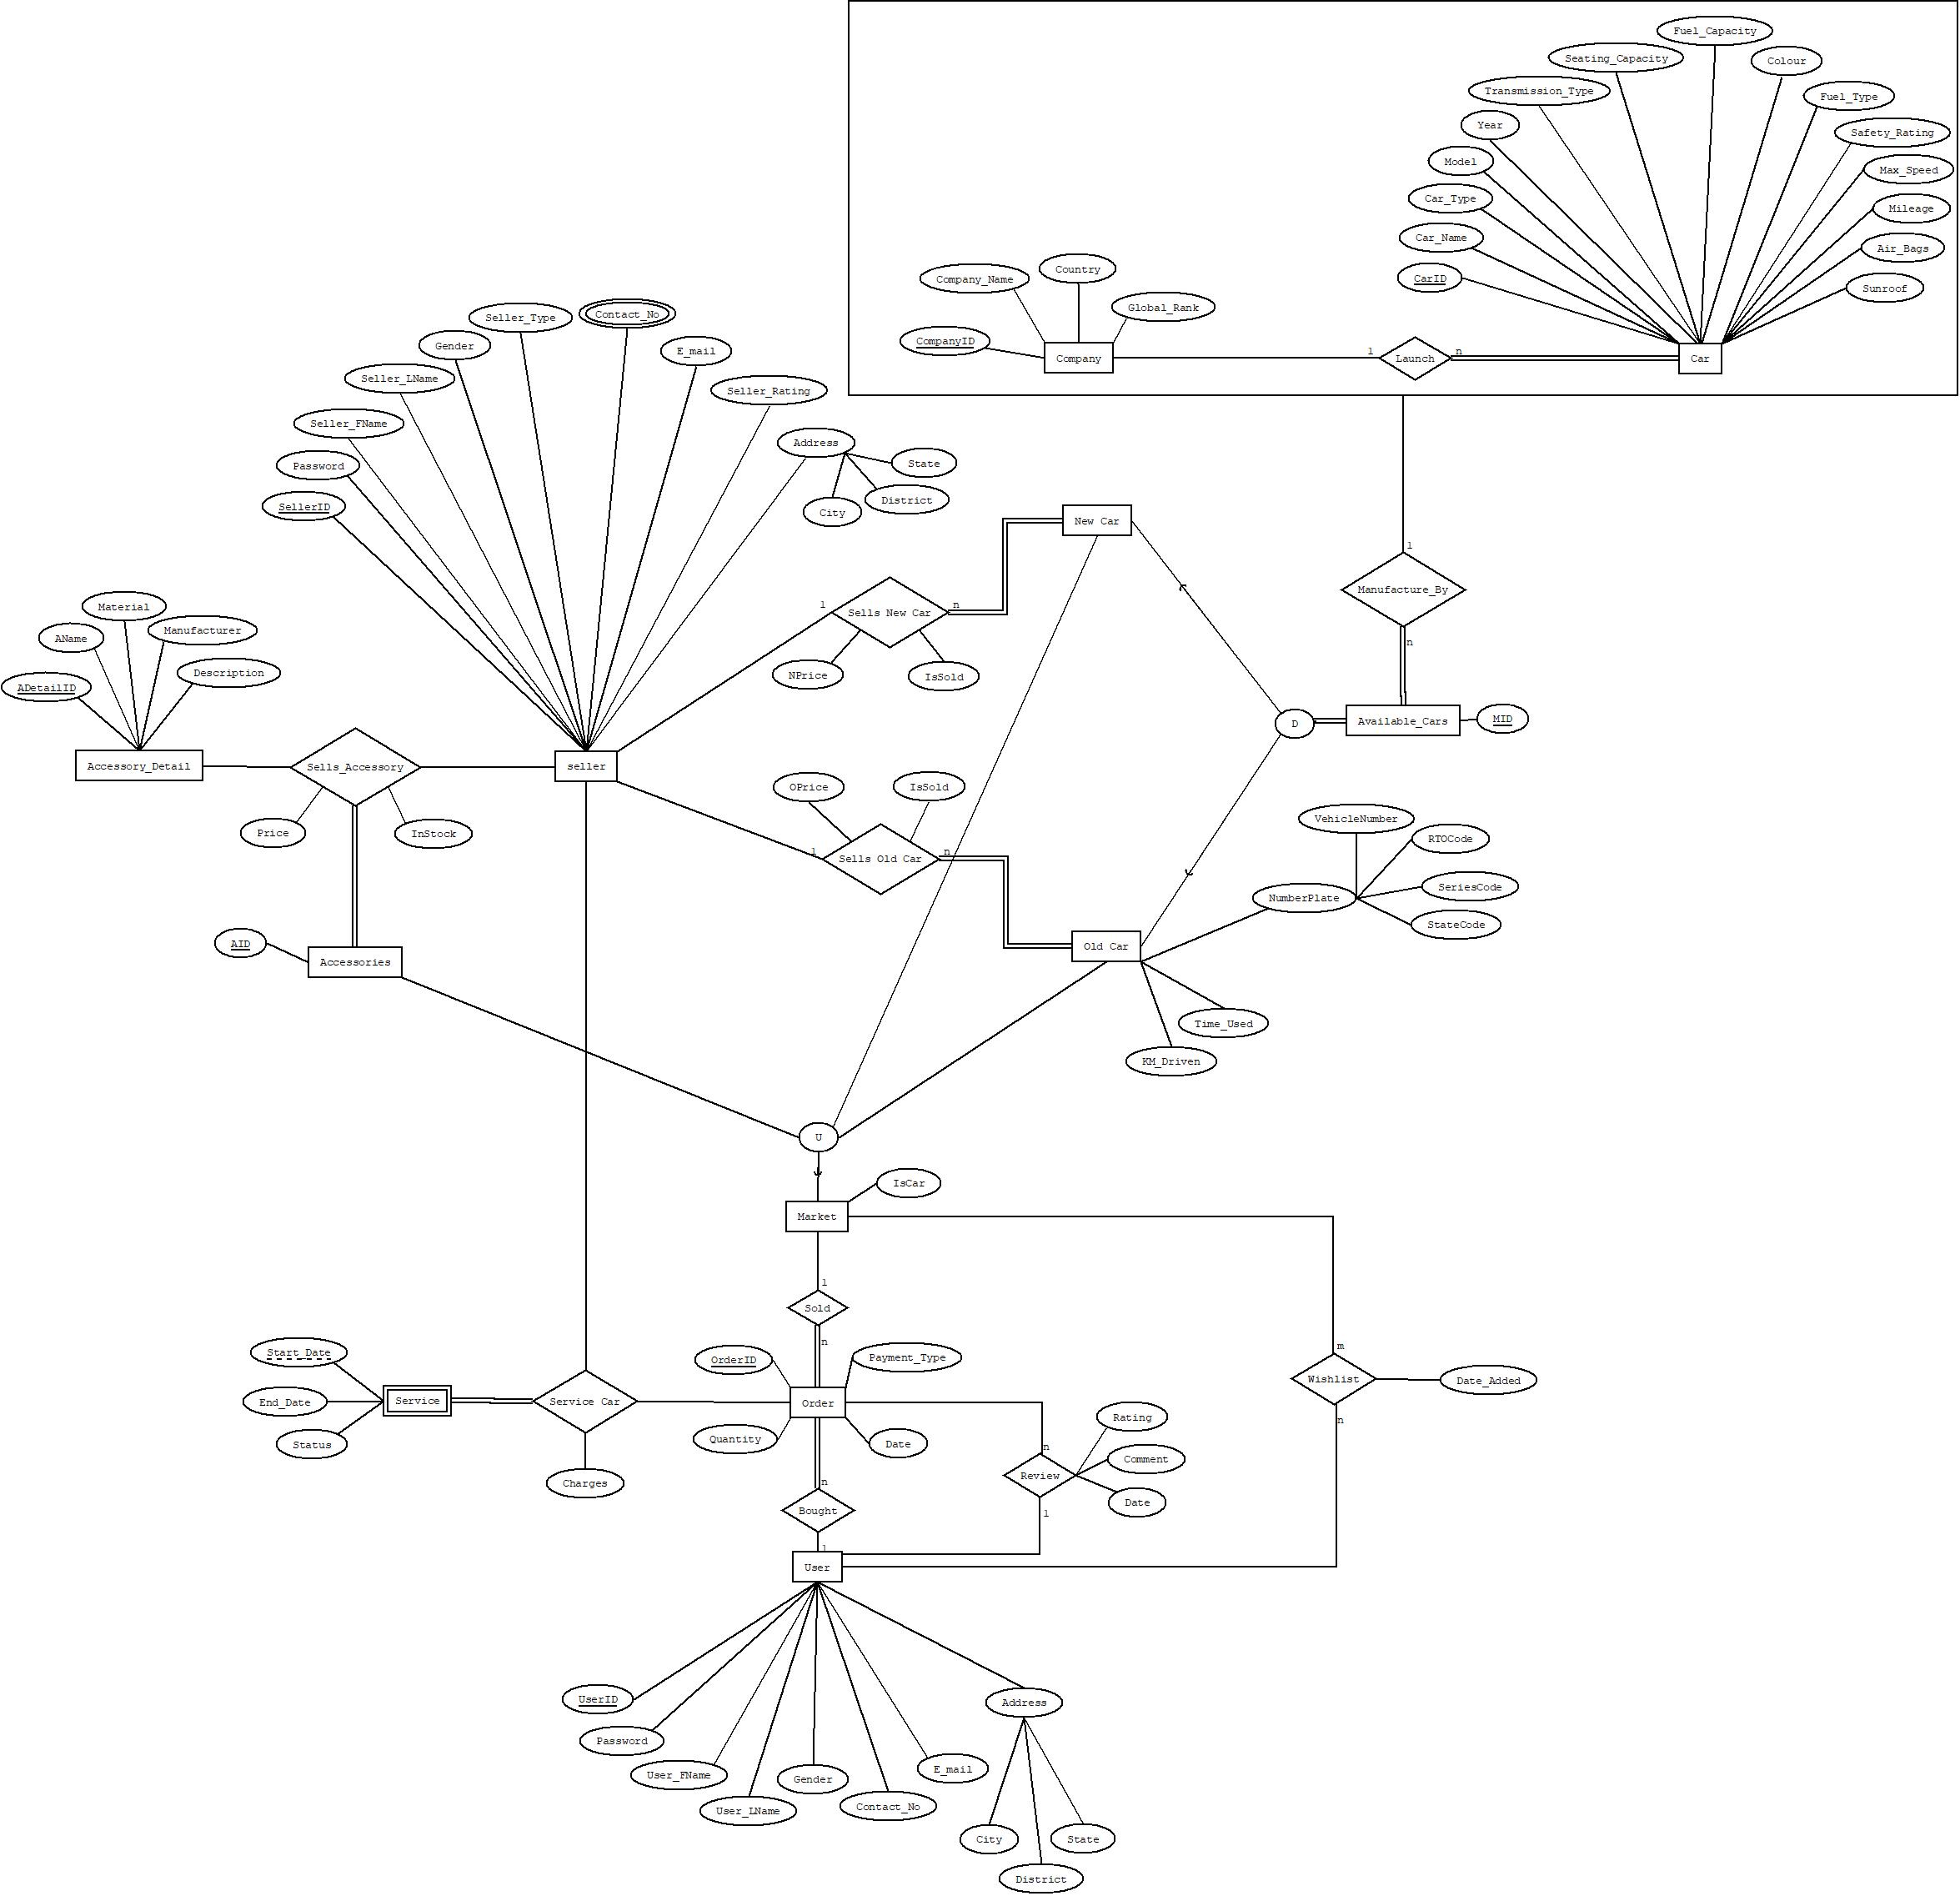 Fuel_Capacity
Seating_Capacity
Colour
Transmission_Type
Fuel_Type
Year
Safety_Rating
Model
Max_Speed
Car_Type
Mileage
Car_Name
Air_Bags
CarID
Sunroof
Company_Name
Country
Global_Rank
CompanyID
Company
1
Launch
n
Car
Seller_Type
Contact_No
Gender
E_mail
Seller_LName
Seller_Rating
Seller_FName
Address
Password
State
District
SellerID
City
New Car
1
Manufacture_By
n
Material
AName
Manufacturer
Description
ADetailID
1
Sells New Car
n
NPrice
IsSold
D
Available_Cars
MID
Accessory_Detail
Sells_Accessory
seller
Price
InStock
OPrice
IsSold
1
Sells Old Car
n
VehicleNumber
RTOCode
SeriesCode
NumberPlate
StateCode
AID
Accessories
Old Car
Time_Used
KM_Driven
U
IsCar
Market
1
Sold
n
m
Wishlist
Date_Added
n
Start_Date
End_Date
Status
Service
Service Car
Charges
OrderID
Payment_Type
Order
Quantity
Date
n
Rating
Review
Comment
Date
1
n
Bought
1
User
UserID
Password
User_FName
User_LName
Gender
Contact_No
E_mail
Address
City
State
District